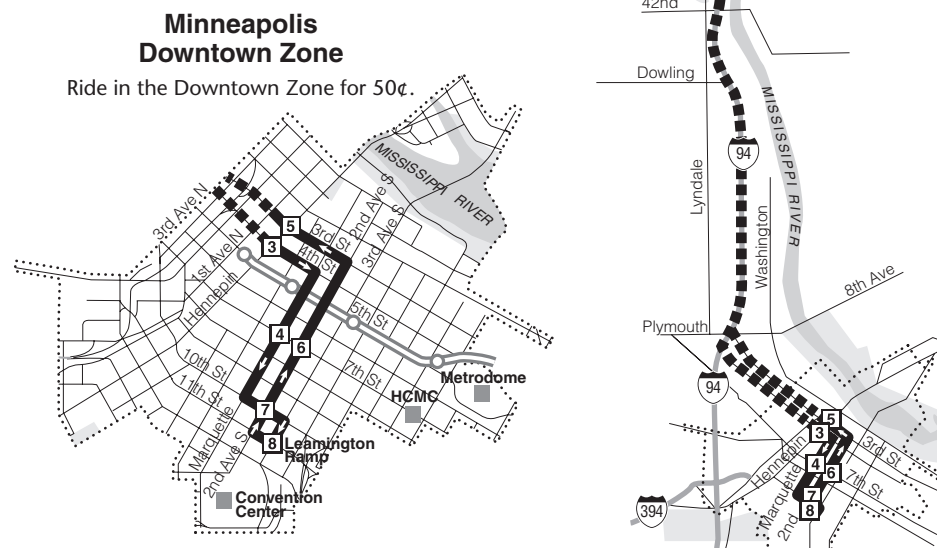 Minneapolis
Downtown Zone
Ride in the Downtown Zone for 50¢.
MISSISSIPPI RIVER
3rd Ave N
2nd Ave S
3rd Ave S
5
3rd St
3
4th St
1st Ave N
Hennepin
5th St
4
6
10th St
7th St
11th St
Metrodome
HCMC
7
Marquette
8
Leamington
Ramp
2nd Ave S
Convention
Center
42nd
Dowling
MISSISSIPPI RIVER
94
Lyndale
Washington
8th Ave
Plymouth
94
5
3
3rd St
Hennepin
4
6
7th St
Marquette
7
394
8
2nd